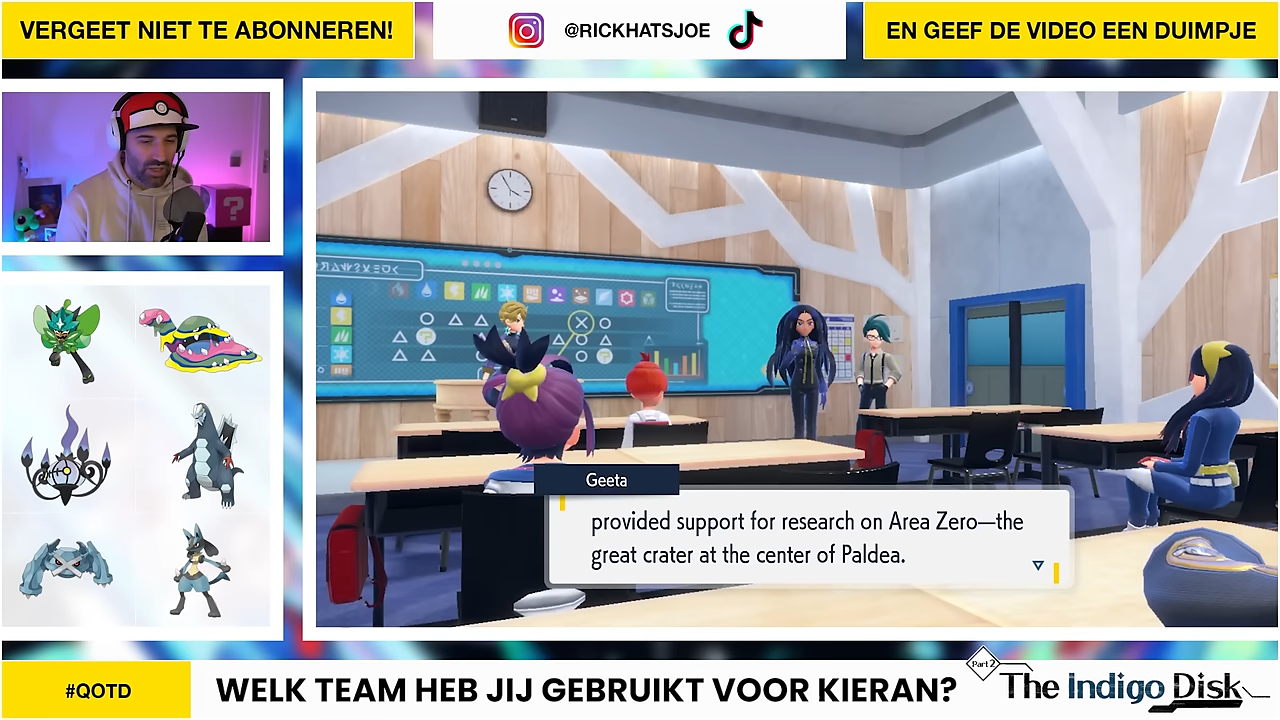 VERGEET NIET TE ABONNEREN!
@RICKHATSJOE
EN GEEF DE VIDEO EEN DUIMPJE
?
Geeta
provided support for research on Area Zero—the
great crater at the center of Paldea.
#QOTD
WELK TEAM HEB JIJ GEBRUIKT VOOR KIERAN?
Part 2
The Indigo Disk